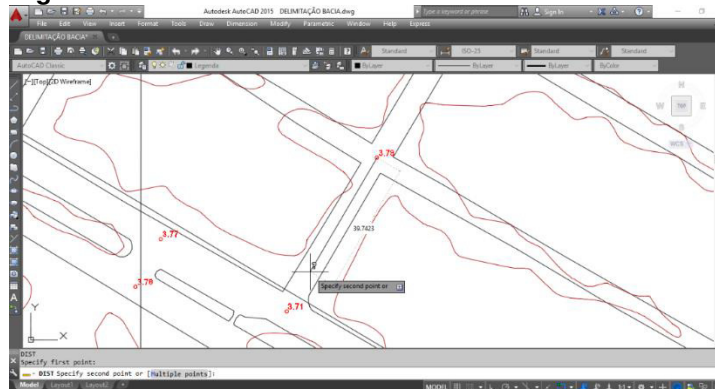 Autodesk AutoCAD 2015 DELIMITAÇÃO BACIA.dwg
Type a keyword or phrase
Sign In
File Edit View Insert Format Tools Draw Dimension Modify Parametric Window Help Express
DELIMITAÇÃO BACIA*
Standard ISO-25 Standard Standard
AutoCAD Classic Legenda ByLayer ByLayer ByLayer ByColor
[-][Top][2D Wireframe]
N
W TOP E
S
WCS
3.78
39.7423
3.77
Specify second point or
3.78
3.71
Y
X
DIST
Specify first point:
DIST Specify second point or [Multiple points]:
Model Layout1 Layout2 +
MODEL 1:1